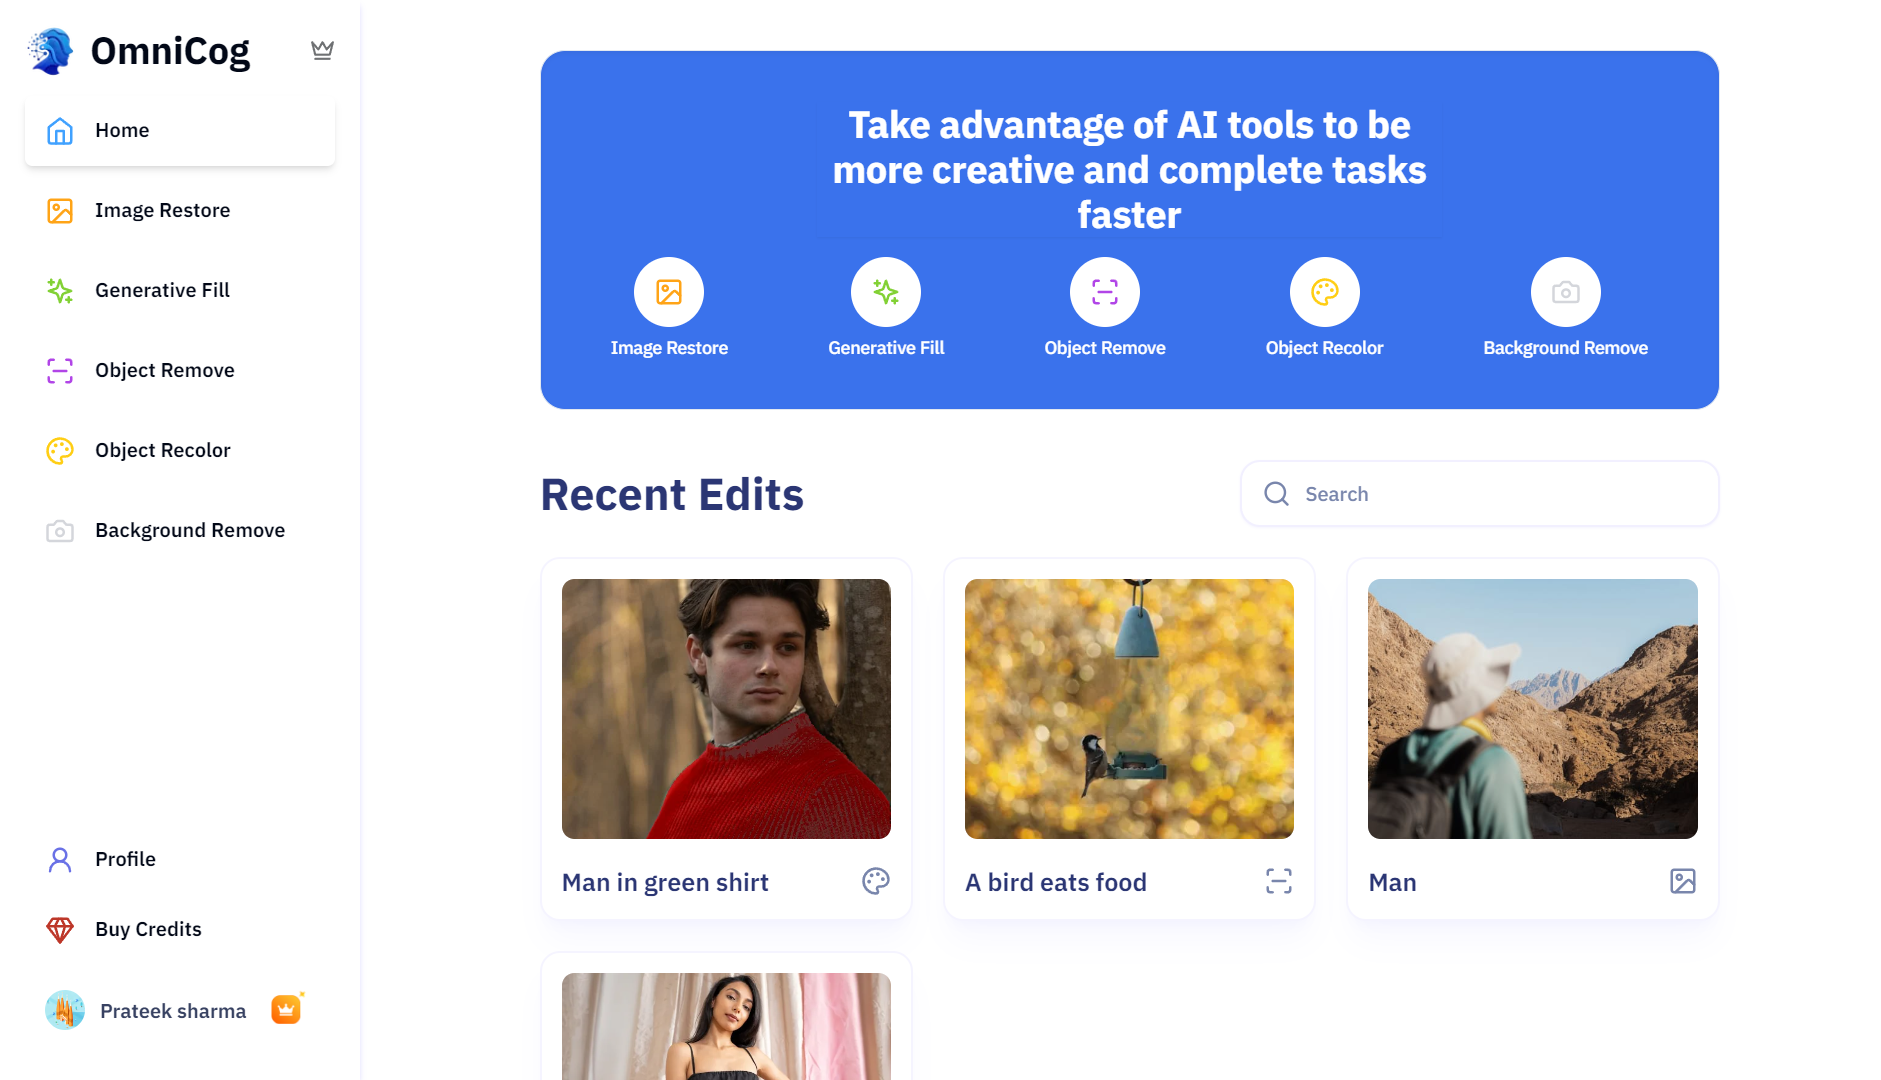 OmniCog
Home
Image Restore
Generative Fill
Object Remove
Object Recolor
Background Remove
Profile
Buy Credits
Prateek sharma
Take advantage of AI tools to be
more creative and complete tasks
faster
Image Restore
Generative Fill
Object Remove
Object Recolor
Background Remove
Recent Edits
Search
Man in green shirt
A bird eats food
Man